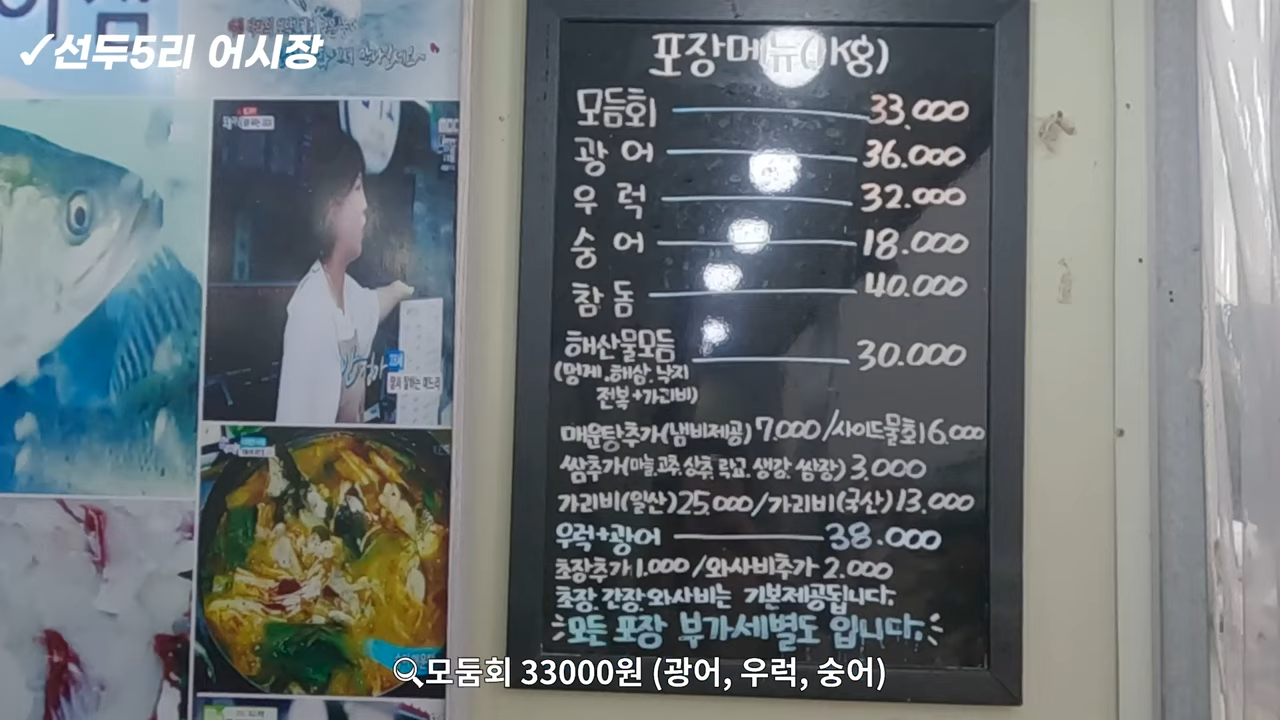 ✓선두5리 어시장
포장메뉴(1kg)
모듬회 33.000
광어 36.000
우럭 32.000
숭어 18.000
참돔 40.000
해산물모듬 30.000
(멍게.해삼.낙지
전복+가리비)
매운탕추가(냄비제공)7.000/사이드물회16.000
쌈추가(마늘.고추.상추.락교.생강.쌈장)3.000
가리비(일산)25.000/가리비(국산)13.000
우럭+광어 38.000
초장추가1.000/와사비추가 2.000
초장.간장.와사비는 기본제공됩니다.
모든 포장 부가세별도 입니다.
모둠회 33000원 (광어, 우럭, 숭어)